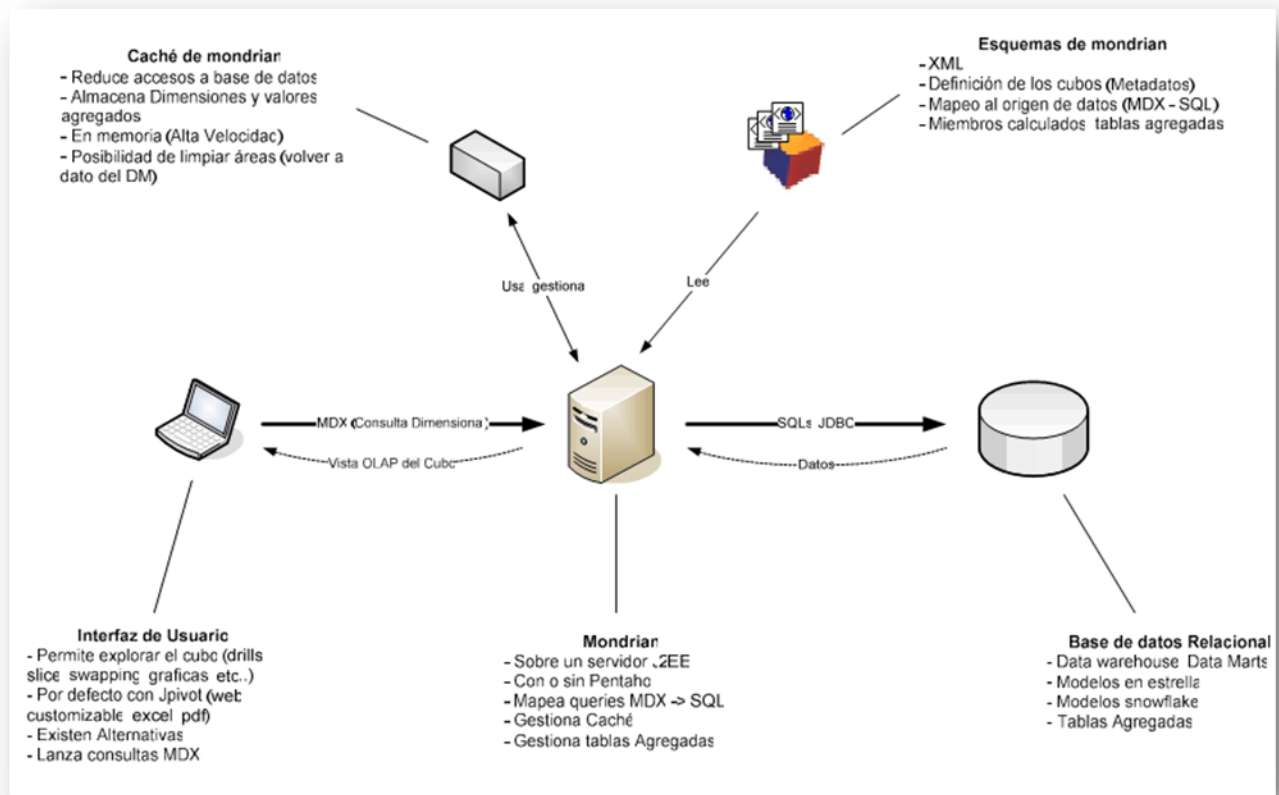 Caché de mondrian
- Reduce accesos a base de datos
- Almacena Dimensiones y valores
agregados
- En memoria (Alta Velocidac)
- Posibilidad de limpiar áreas (volver a
dato del DM)
Esquemas de mondrian
- XML
- Definición de los cubos (Metadatos)
- Mapeo al origen de datos (MDX - SQL)
- Miembros calculados tablas agregadas
Usa gestiona
Lee
MDX (Consulta Dimensiona)
Vista OLAP del Cubo
SQLs JDBC
Datos
Interfaz de Usuario
- Permite explorar el cubo (drills
slice swapping graficas etc..)
- Por defecto con Jpivot (web
customizable excel pdf)
- Existen Alternativas
- Lanza consultas MDX
Mondrian
- Sobre un servidor J2EE
- Con o sin Pentaho
- Mapea queries MDX -> SQL
- Gestiona Caché
- Gestiona tablas Agregadas
Base de datos Relacional
- Data warehouse Data Marts
- Modelos en estrella
- Modelos snowflake
- Tablas Agregadas